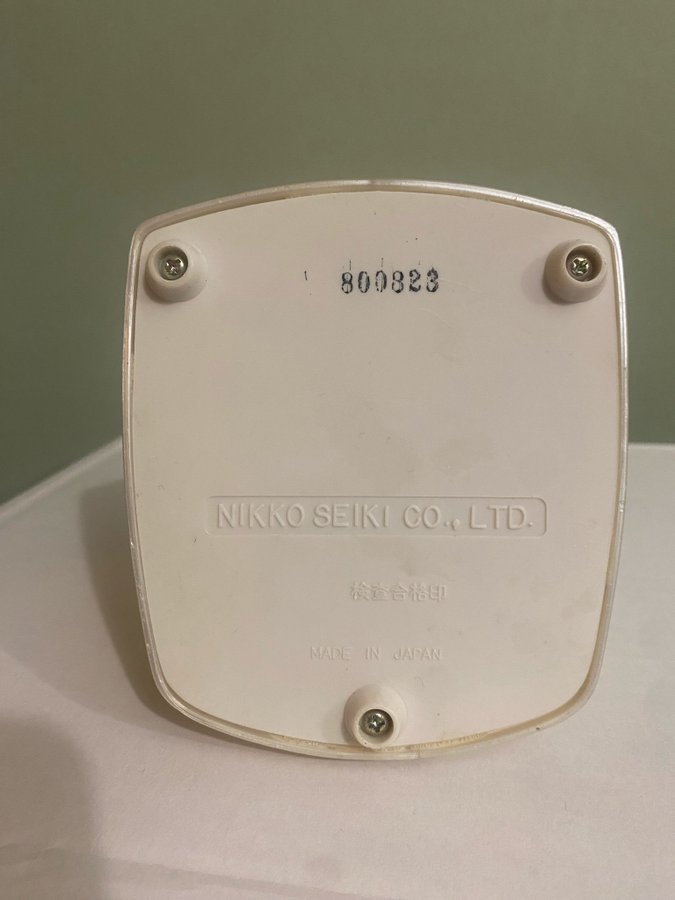 800823
NIKKO SEIKI CO., LTD.
検査合格印
MADE IN JAPAN